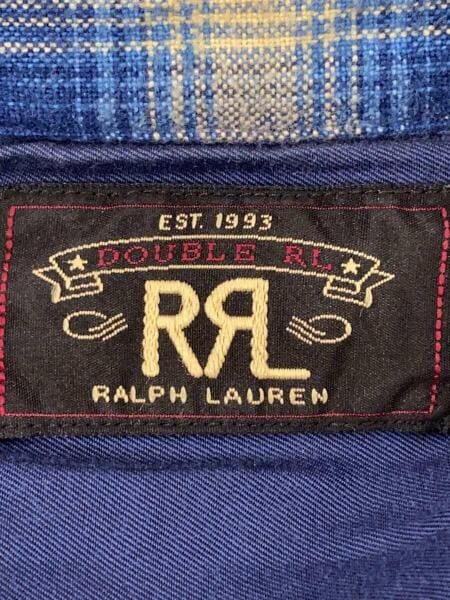 EST. 1993
DOUBLE RL
RRL
RALPH LAUREN